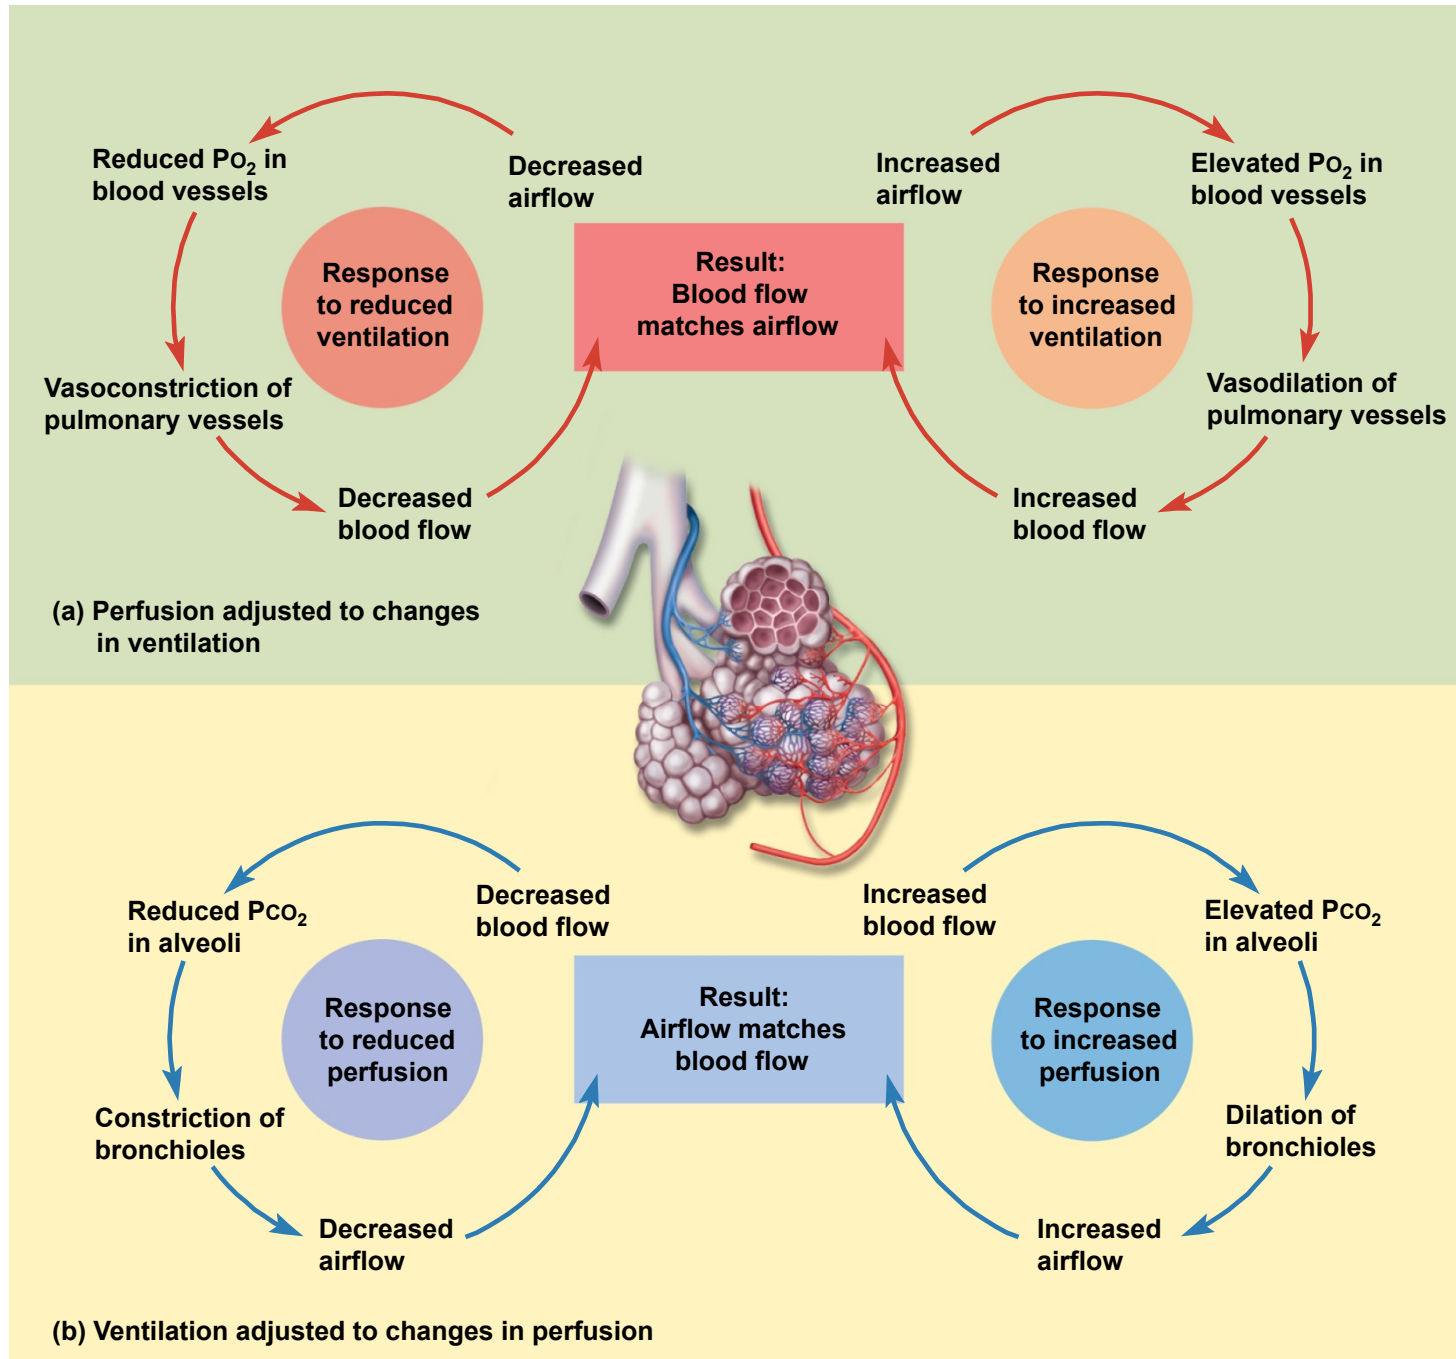 Decreased
airflow
Reduced PO₂ in
blood vessels
Response
to reduced
ventilation
Vasoconstriction of
pulmonary vessels
Decreased
blood flow
Result:
Blood flow
matches airflow
Increased
airflow
Elevated PO₂ in
blood vessels
Response
to increased
ventilation
Vasodilation of
pulmonary vessels
Increased
blood flow
(a) Perfusion adjusted to changes
in ventilation
Decreased
blood flow
Reduced PCO₂
in alveoli
Response
to reduced
perfusion
Constriction of
bronchioles
Decreased
airflow
Result:
Airflow matches
blood flow
Increased
blood flow
Elevated PCO₂
in alveoli
Response
to increased
perfusion
Dilation of
bronchioles
Increased
airflow
(b) Ventilation adjusted to changes in perfusion